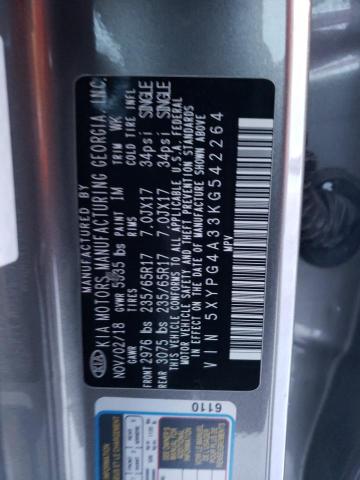 MANUFACTURED BY
KIA MOTORS MANUFACTURING GEORGIA, INC.
NOV/02/18 GVWR 5035 lbs PAINT IM TRIM WK
GAWR TIRES RIMS COLD TIRE INFL
FRONT 2976 lbs 235/65R17 7.0JX17 34psi SINGLE
REAR 3075 lbs 235/65R17 7.0JX17 34psi SINGLE
THIS VEHICLE CONFORMS TO ALL APPLICABLE U.S.A. FEDERAL
MOTOR VEHICLE SAFETY AND THEFT PREVENTION STANDARDS
IN EFFECT ON THE DATE OF MANUFACTURE SHOWN ABOVE
VIN 5XYPG4A33KG542264
MPV
6110